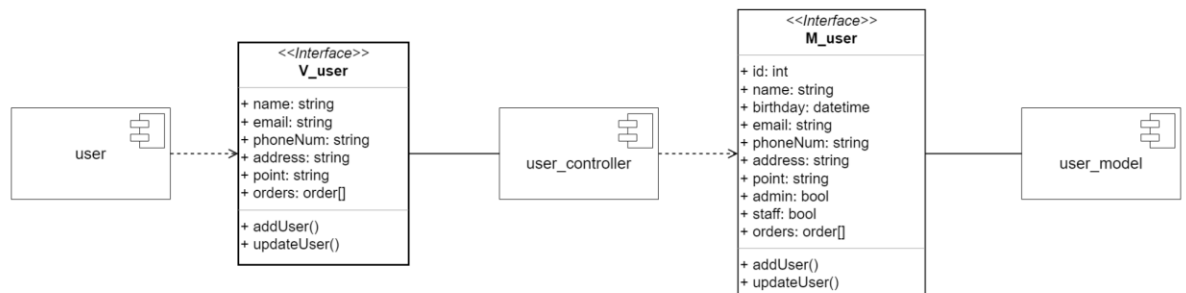 user
<<Interface>>
V_user
+ name: string
+ email: string
+ phoneNum: string
+ address: string
+ point: string
+ orders: order[]
+ addUser()
+ updateUser()
user_controller
<<Interface>>
M_user
+ id: int
+ name: string
+ birthday: datetime
+ email: string
+ phoneNum: string
+ address: string
+ point: string
+ admin: bool
+ staff: bool
+ orders: order[]
+ addUser()
+ updateUser()
user_model